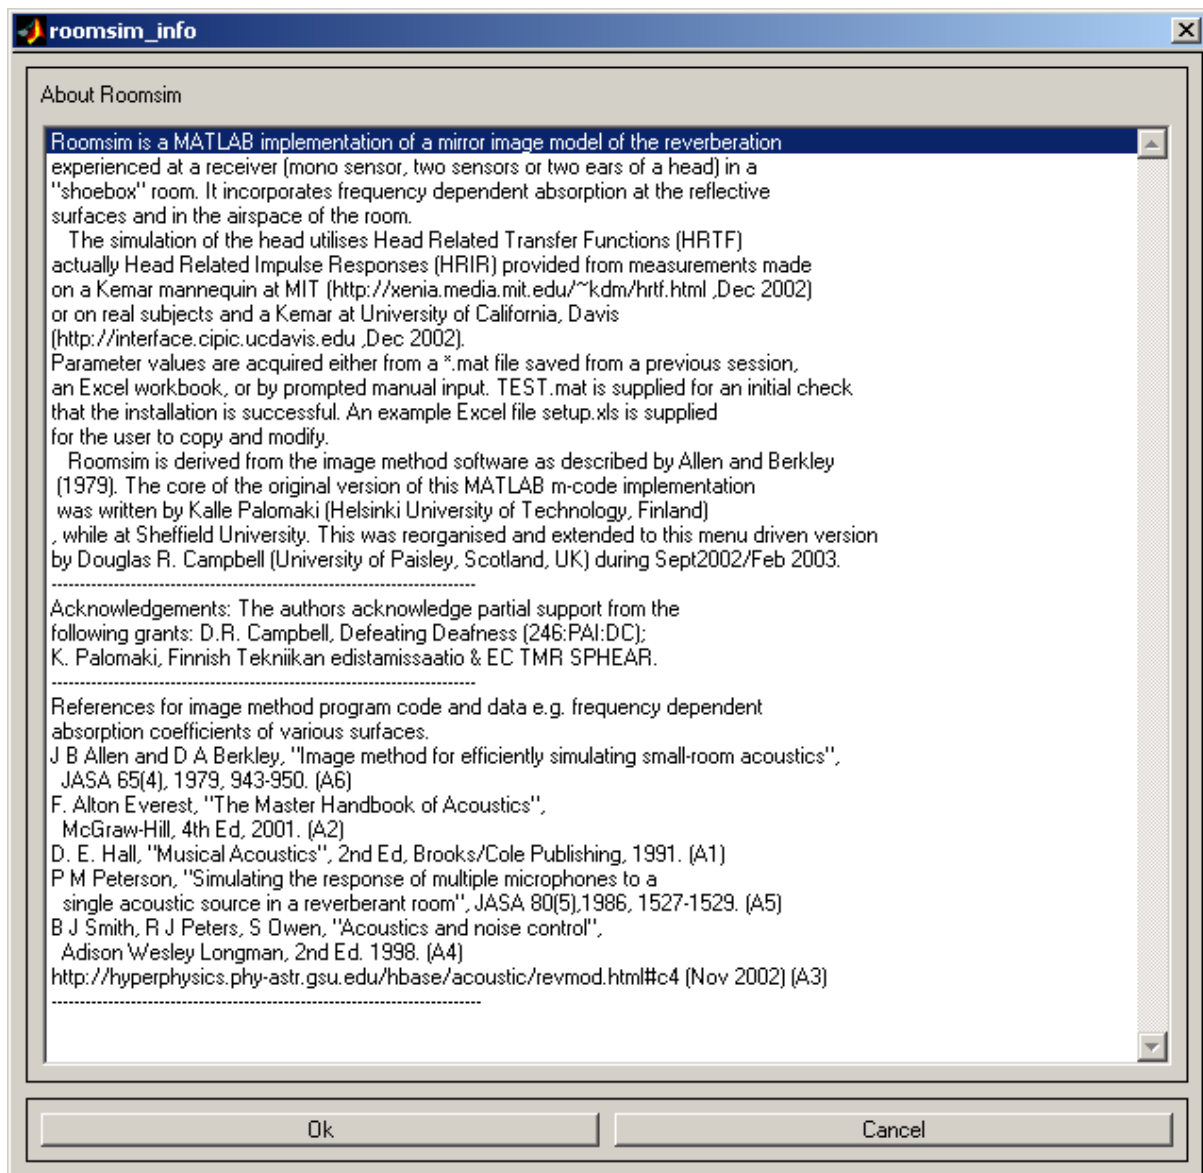 roomsim_info
About Roomsim
Roomsim is a MATLAB implementation of a mirror image model of the reverberation
experienced at a receiver (mono sensor, two sensors or two ears of a head) in a
"shoebox" room. It incorporates frequency dependent absorption at the reflective
surfaces and in the airspace of the room.
The simulation of the head utilises Head Related Transfer Functions (HRTF)
actually Head Related Impulse Responses (HRIR) provided from measurements made
on a Kemar mannequin at MIT (http://xenia.media.mit.edu/~kdm/hrtf.html ,Dec 2002)
or on real subjects and a Kemar at University of California, Davis
(http://interface.cipic.ucdavis.edu ,Dec 2002).
Parameter values are acquired either from a *.mat file saved from a previous session,
an Excel workbook, or by prompted manual input. TEST.mat is supplied for an initial check
that the installation is successful. An example Excel file setup.xls is supplied
for the user to copy and modify.
Roomsim is derived from the image method software as described by Allen and Berkley
(1979). The core of the original version of this MATLAB m-code implementation
was written by Kalle Palomaki (Helsinki University of Technology, Finland)
, while at Sheffield University. This was reorganised and extended to this menu driven version
by Douglas R. Campbell (University of Paisley, Scotland, UK) during Sept2002/Feb 2003.
--------------------------------------------------------------------------
Acknowledgements: The authors acknowledge partial support from the
following grants: D.R. Campbell, Defeating Deafness (246:PAI:DC);
K. Palomaki, Finnish Tekniikan edistamissaatio & EC TMR SPHEAR.
--------------------------------------------------------------------------
References for image method program code and data e.g. frequency dependent
absorption coefficients of various surfaces.
J B Allen and D A Berkley, "Image method for efficiently simulating small-room acoustics",
JASA 65(4), 1979, 943-950. (A6)
F. Alton Everest, "The Master Handbook of Acoustics",
McGraw-Hill, 4th Ed, 2001. (A2)
D. E. Hall, "Musical Acoustics", 2nd Ed, Brooks/Cole Publishing, 1991. (A1)
P M Peterson, "Simulating the response of multiple microphones to a
single acoustic source in a reverberant room", JASA 80(5),1986, 1527-1529. (A5)
B J Smith, R J Peters, S Owen, "Acoustics and noise control",
Adison Wesley Longman, 2nd Ed. 1998. (A4)
http://hyperphysics.phy-astr.gsu.edu/hbase/acoustic/revmod.html#c4 (Nov 2002) (A3)
---------------------------------------------------------------------------
Ok
Cancel